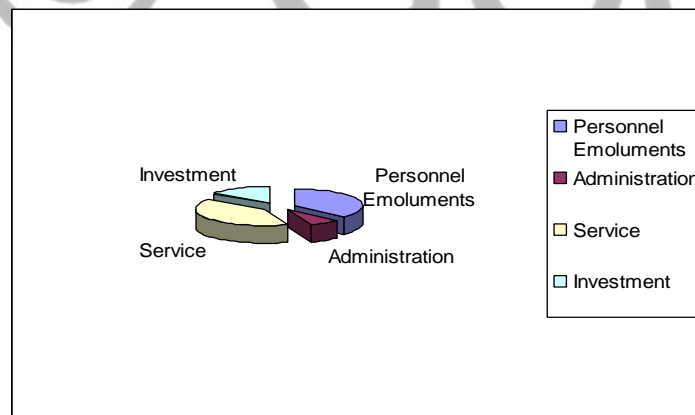 Investment
Personnel
Emoluments
Service
Administration
Personnel
Emoluments
Administration
Service
Investment